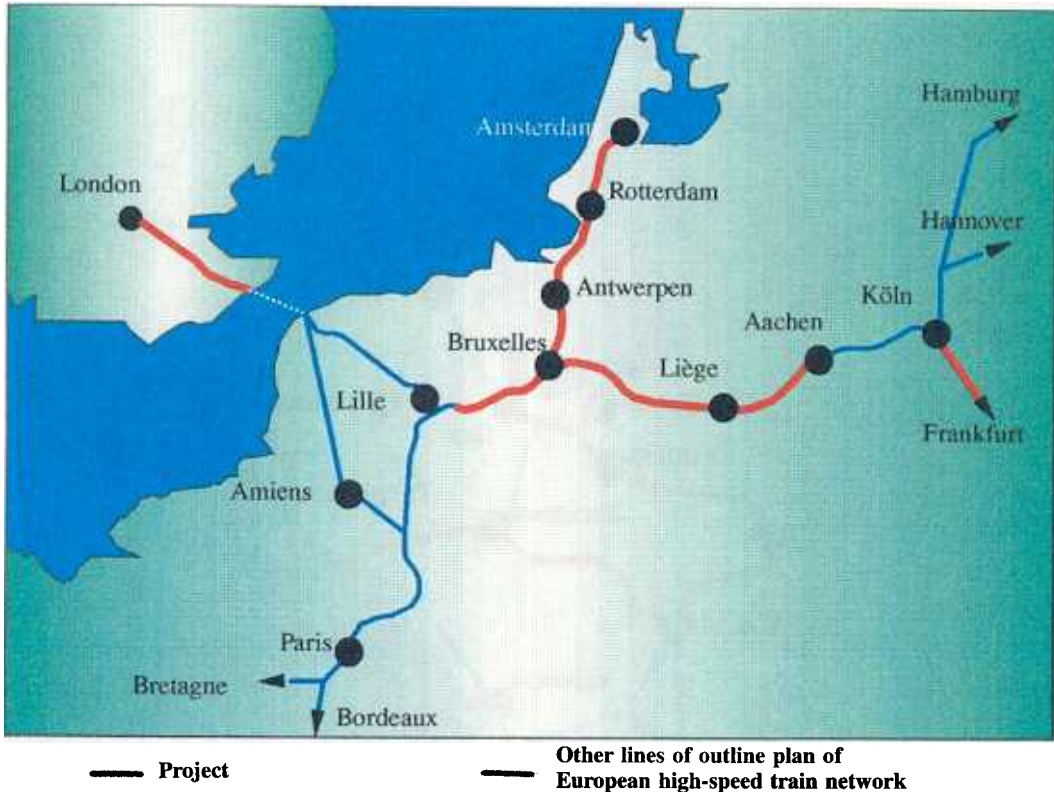 Hamburg
Amsterdam
London
Rotterdam
Hannover
Antwerpen
Köln
Bruxelles
Aachen
Liège
Lille
Frankfurt
Amiens
Paris
Bretagne
Bordeaux
Project
Other lines of outline plan of
European high-speed train network